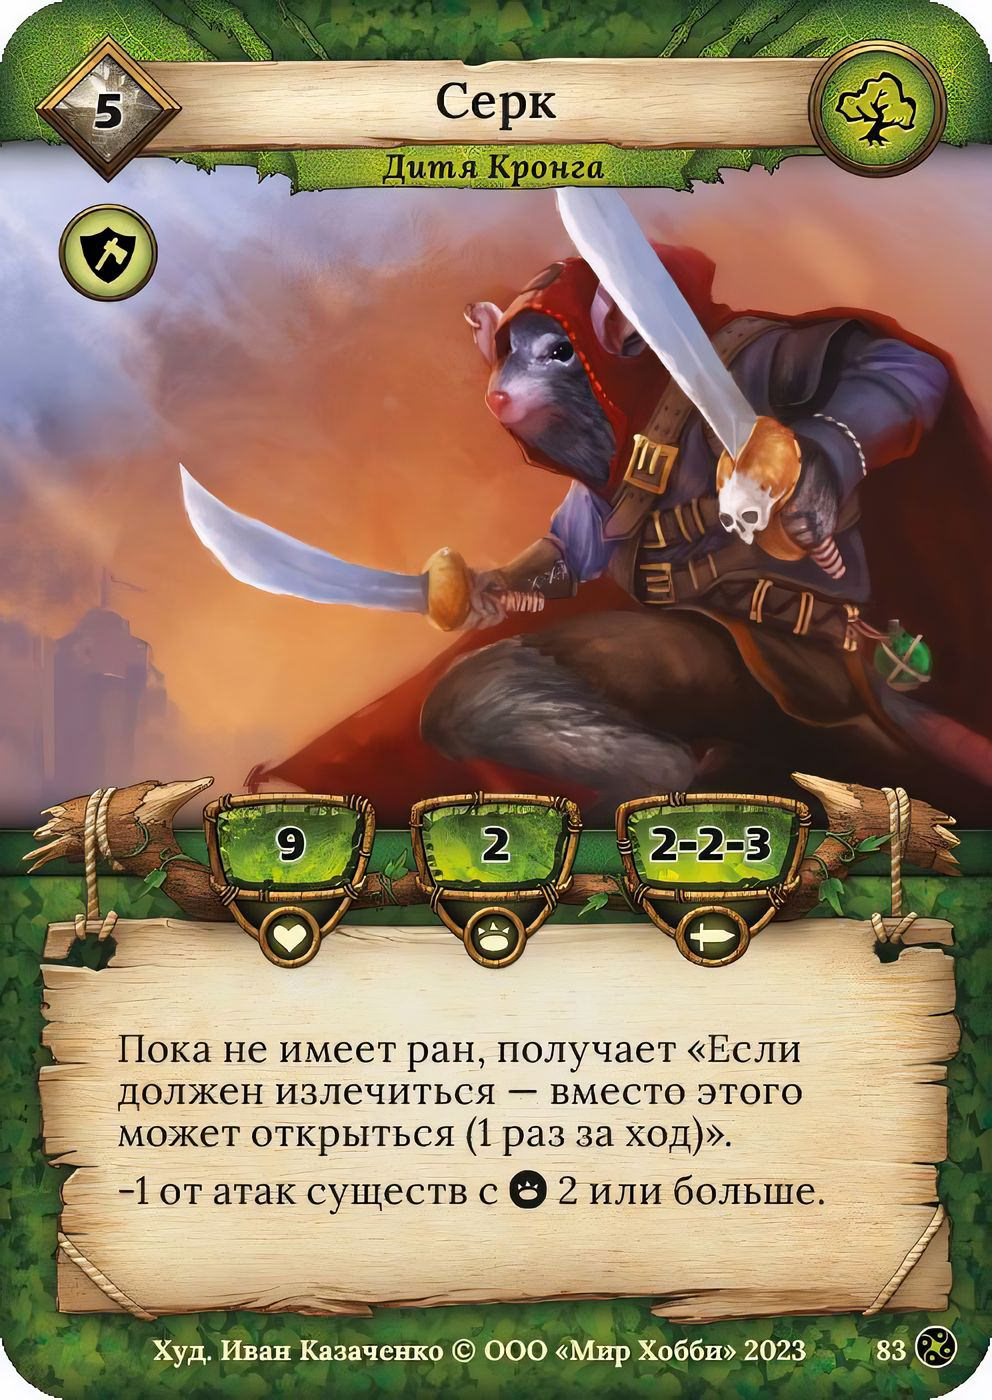 5
Серк
Дитя Кронга
9
2
2-2-3
Пока не имеет ран, получает «Если
должен излечиться — вместо этого
может открыться (1 раз за ход)».
-1 от атак существ с 2 или больше.
Худ. Иван Казаченко © ООО «Мир Хобби» 2023
83